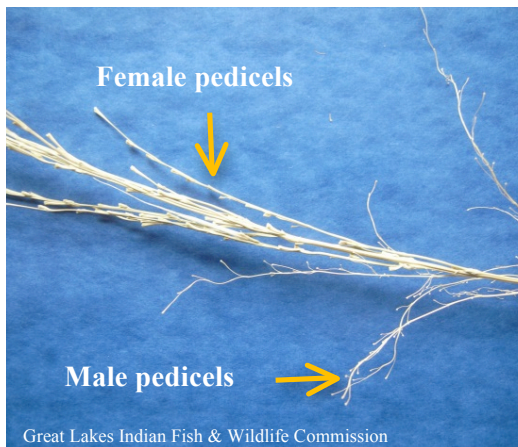 Female pedicels
Male pedicels
Great Lakes Indian Fish & Wildlife Commission